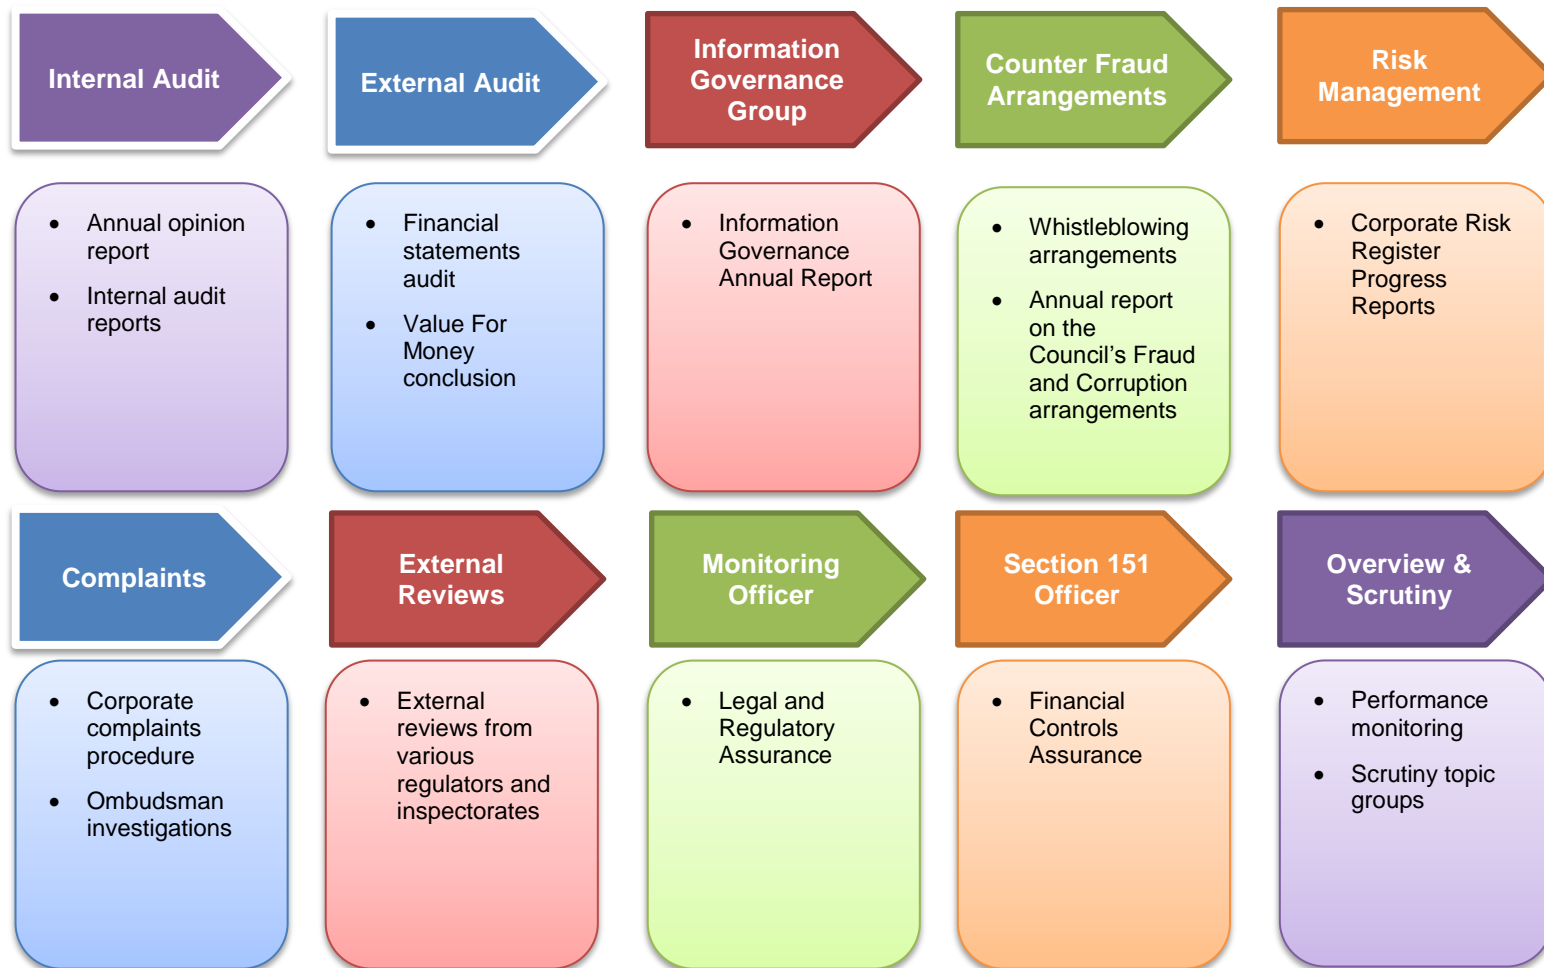 Internal Audit
External Audit
Information
Governance
Group
Counter Fraud
Arrangements
Risk
Management
• Annual opinion
report
• Internal audit
reports
• Financial
statements
audit
• Value For
Money
conclusion
• Information
Governance
Annual Report
• Whistleblowing
arrangements
• Annual report
on the
Council’s Fraud
and Corruption
arrangements
• Corporate Risk
Register
Progress
Reports
Complaints
External
Reviews
Monitoring
Officer
Section 151
Officer
Overview &
Scrutiny
• Corporate
complaints
procedure
• Ombudsman
investigations
• External
reviews from
various
regulators and
inspectorates
• Legal and
Regulatory
Assurance
• Financial
Controls
Assurance
• Performance
monitoring
• Scrutiny topic
groups